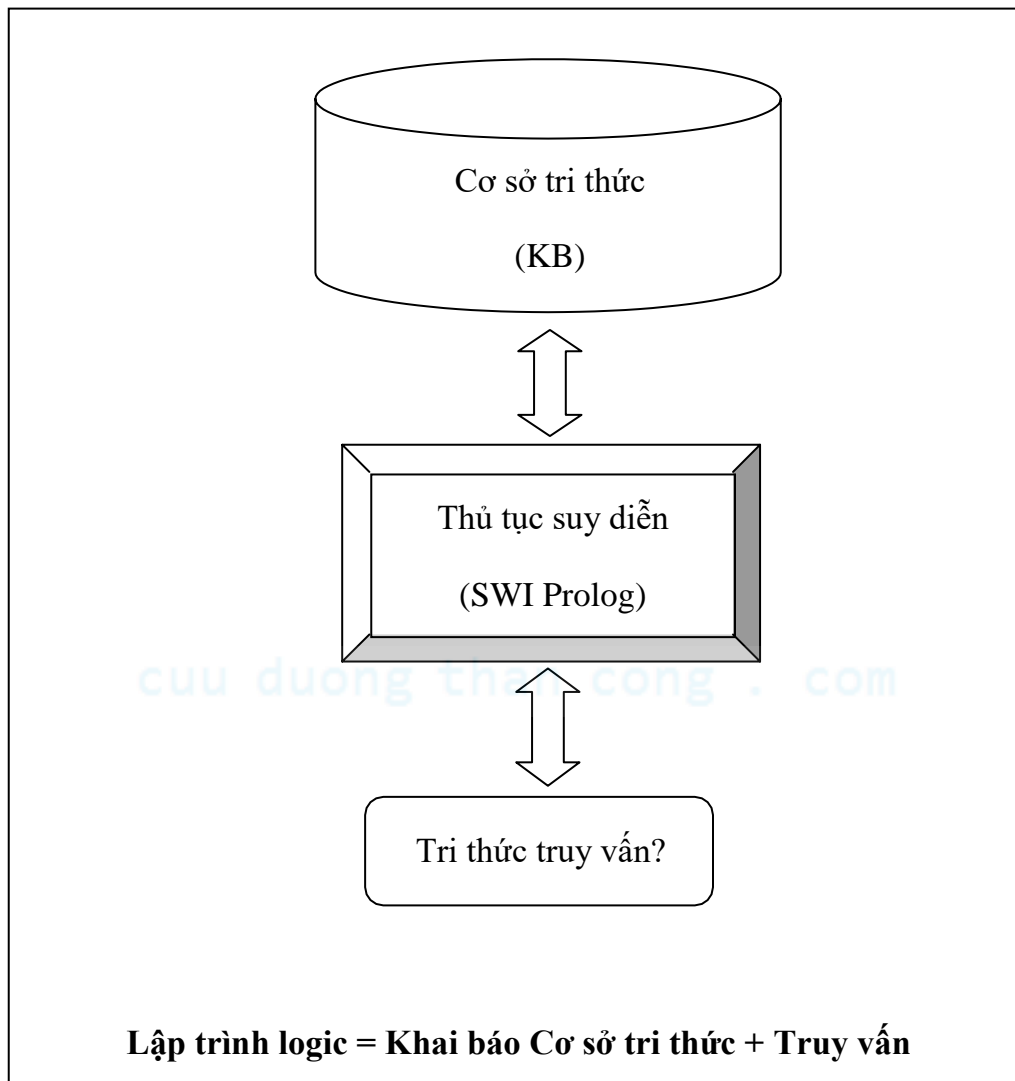 Cơ sở tri thức
(KB)
Thủ tục suy diễn
(SWI Prolog)
cuu duong than cong . com
Tri thức truy vấn?
Lập trình logic = Khai báo Cơ sở tri thức + Truy vấn